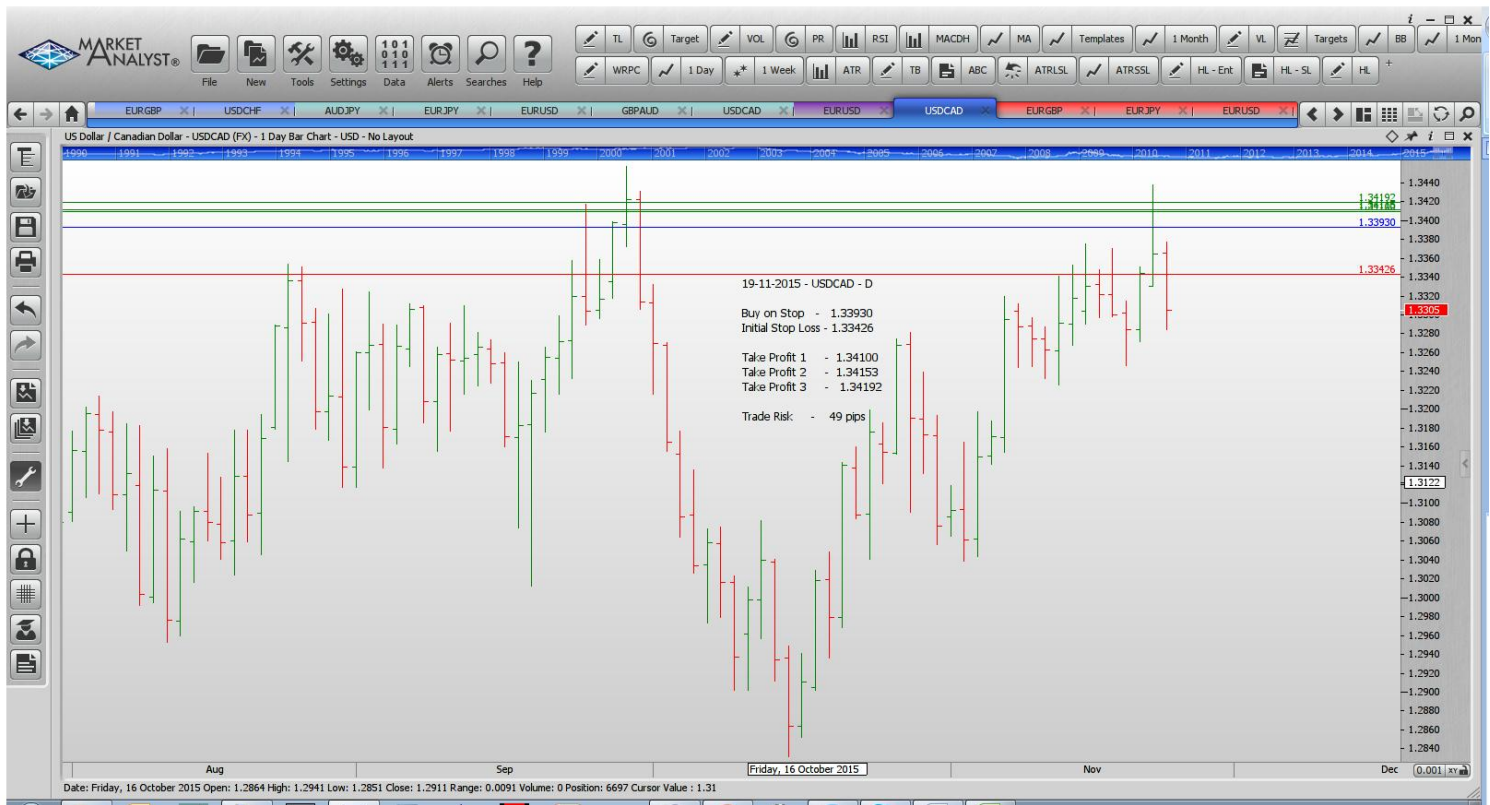 i
MARKET ANALYST®
File New Tools Settings Data Alerts Searches Help
TL Target VOL PR RSI MACDH MA Templates 1 Month VL Targets BB 1 Mon
WRPC 1 Day 1 Week ATR TB ABC ATRLSL ATRSSL HL - Ent HL - SL HL +
101
010
111
EURGBP USDCHF AUDJPY EURJPY EURUSD GBPAUD USDCAD EURUSD USDCAD EURGBP EURJPY EURUSD
US Dollar / Canadian Dollar - USDCAD (FX) - 1 Day Bar Chart - USD - No Layout
1990 1991 1992 1993 1994 1995 1996 1997 1998 1999 2000 2001 2002 2003 2004 2005 2006 2007 2008 2009 2010 2011 2012 2013 2014 2015
1.3440
1.34192
1.3420
1.3400
1.33930
1.3380
1.3360
1.33426
1.3340
1.3320
1.3305
1.3280
1.3260
1.3240
1.3220
1.3200
1.3180
1.3160
1.3140
1.3122
1.3100
1.3080
1.3060
1.3040
1.3020
1.3000
1.2980
1.2960
1.2940
1.2920
1.2900
1.2880
1.2860
1.2840
19-11-2015 - USDCAD - D
Buy on Stop - 1.33930
Initial Stop Loss - 1.33426
Take Profit 1 - 1.34100
Take Profit 2 - 1.34153
Take Profit 3 - 1.34192
Trade Risk - 49 pips
Aug Sep Friday, 16 October 2015 Nov Dec 0.001 XY
Date: Friday, 16 October 2015 Open: 1.2864 High: 1.2941 Low: 1.2851 Close: 1.2911 Range: 0.0091 Volume: 0 Position: 6697 Cursor Value : 1.31